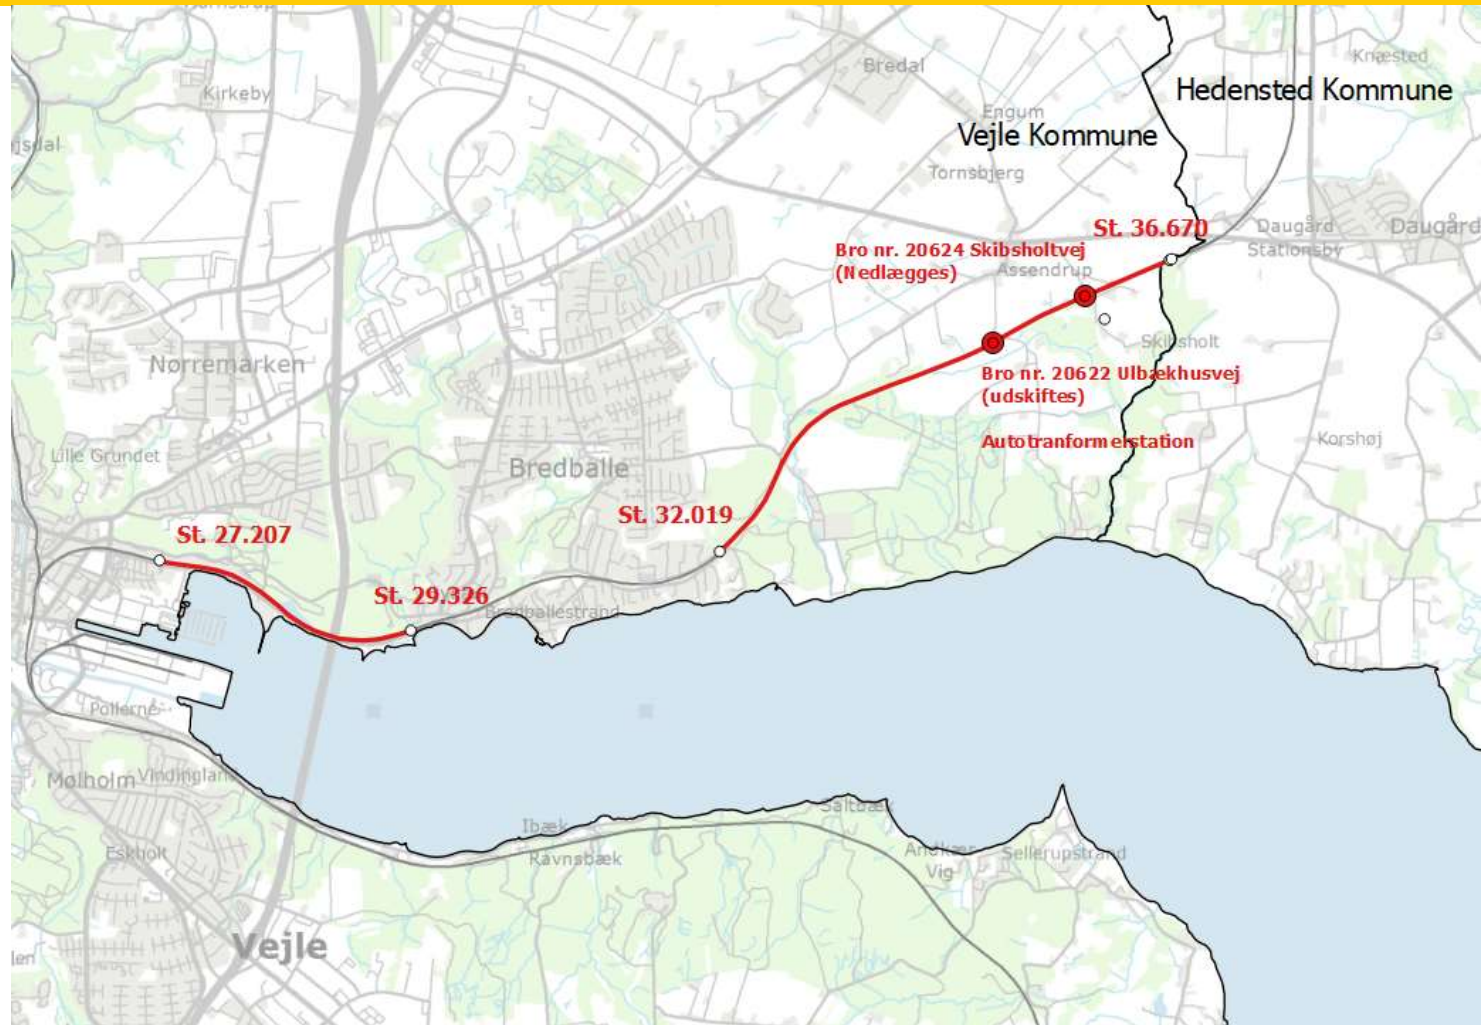 Kirkeby
Bredal
Knæsted
Hedensted Kommune
Engum
Vejle Kommune
Tornsbjerg
St. 36.670
Daugård
Stationsby
Daugård
Bro nr. 20624 Skibsholtvej
(Nedlægges)
Assendrup
Skibsholt
Nørremarken
Bro nr. 20622 Ulbækhusvej
(udskiftes)
Autotranformerstation
Korshøj
Lille Grundet
Bredballe
St. 32.019
St. 27.207
St. 29.326
Bredballestrand
Pollerne
Mølholm
Vindingland
Ibæk
Ravnsbæk
Saltbæk
Eskholt
Andkær
Vig
Sellerupstrand
Vejle